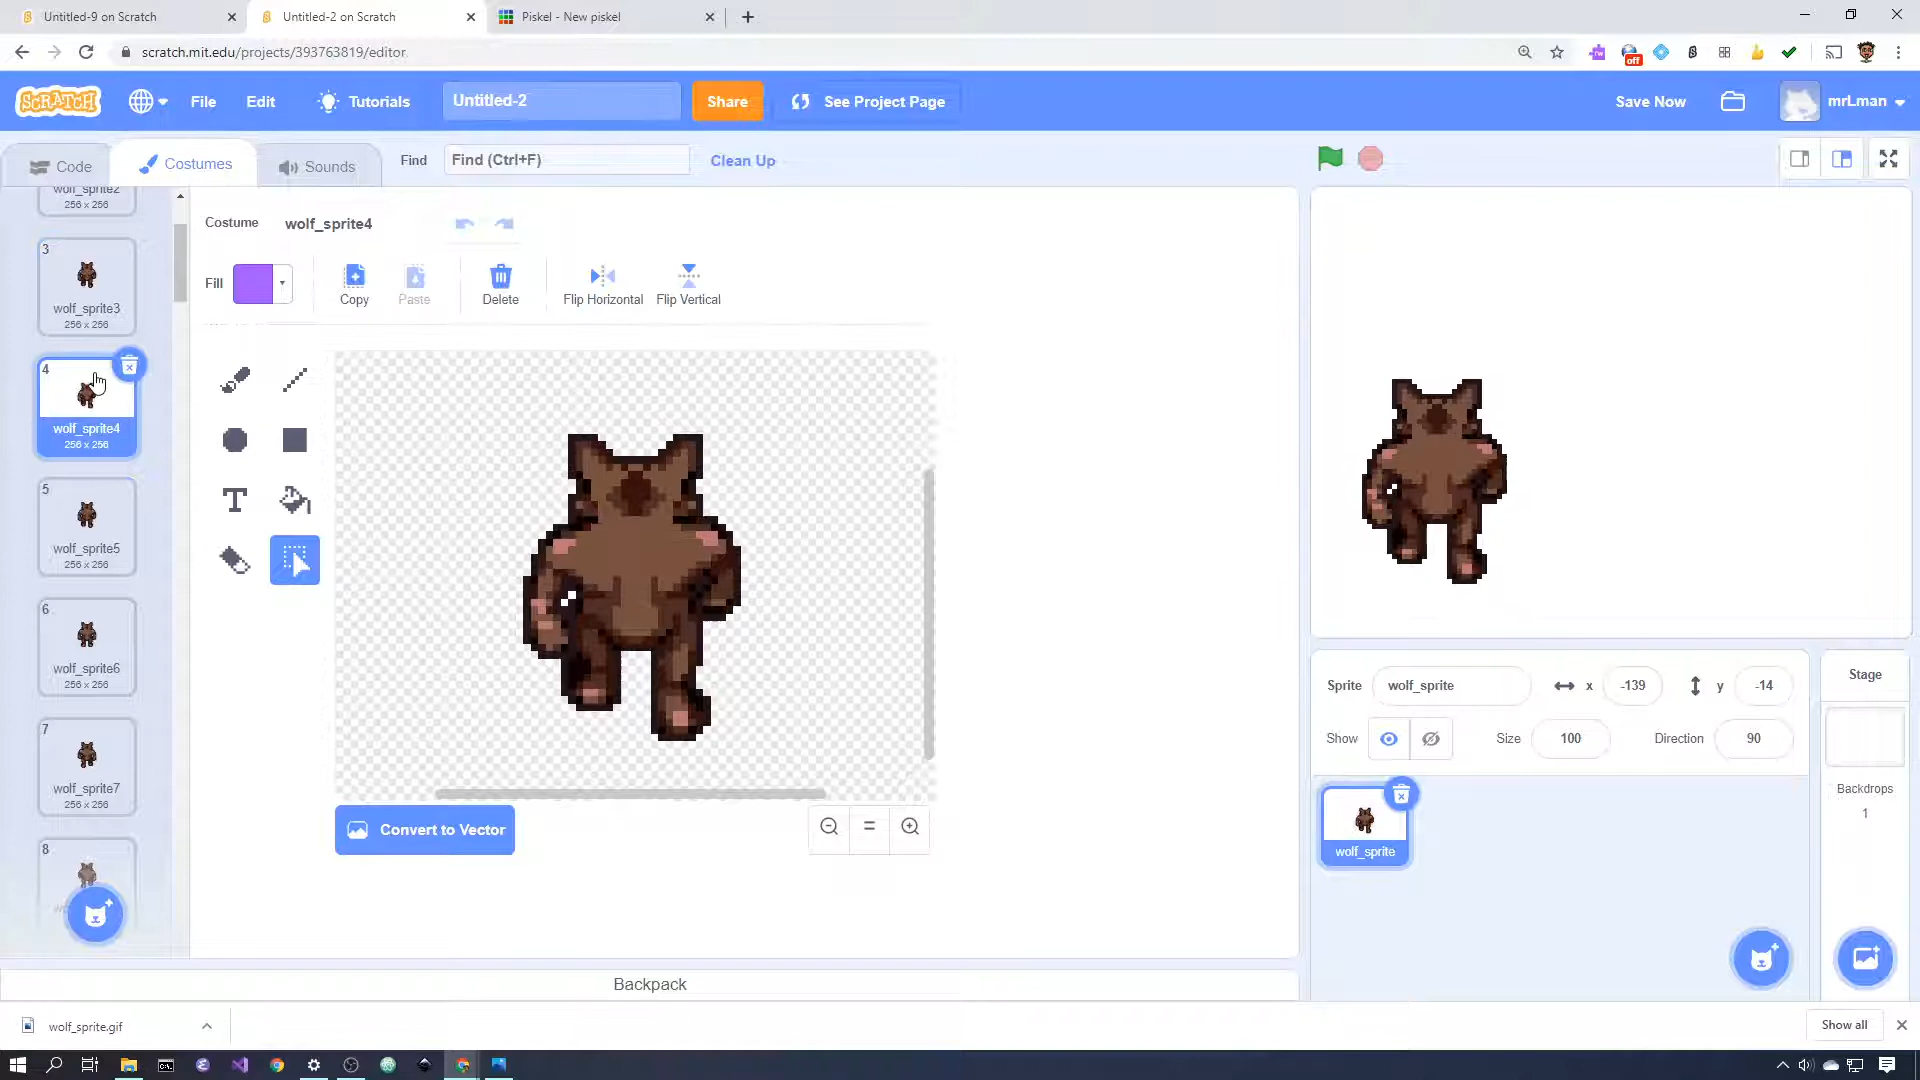 Untitled-9 on Scratch
Untitled-2 on Scratch
Piskel - New piskel
scratch.mit.edu/projects/393763819/editor
off
SCRATCH
File
Edit
Tutorials
Untitled-2
Share
See Project Page
Save Now
mrLman
Code
Costumes
Sounds
Find
Find (Ctrl+F)
Clean Up
wolf_sprite2
256 x 256
3
wolf_sprite3
256 x 256
4
wolf_sprite4
256 x 256
5
wolf_sprite5
256 x 256
6
wolf_sprite6
256 x 256
7
wolf_sprite7
256 x 256
8
Costume
wolf_sprite4
Fill
Copy
Paste
Delete
Flip Horizontal
Flip Vertical
Convert to Vector
Sprite
wolf_sprite
x
-139
y
-14
Show
Size
100
Direction
90
wolf_sprite
Stage
Backdrops
1
Backpack
wolf_sprite.gif
Show all